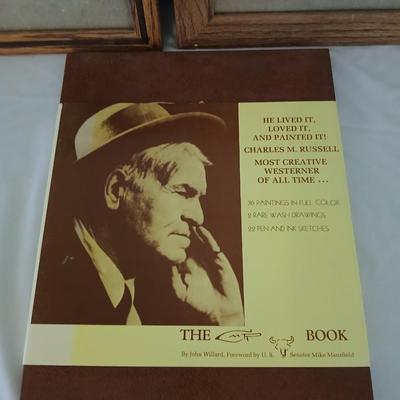 HE LIVED IT,
LOVED IT,
AND PAINTED IT!
CHARLES M. RUSSELL
MOST CREATIVE
WESTERNER
OF ALL TIME . . .
36 PAINTINGS IN FULL COLOR
2 RARE WASH DRAWINGS
22 PEN AND INK SKETCHES
THE CMR BOOK
By John Willard, Foreword by U. S. Senator Mike Mansfield